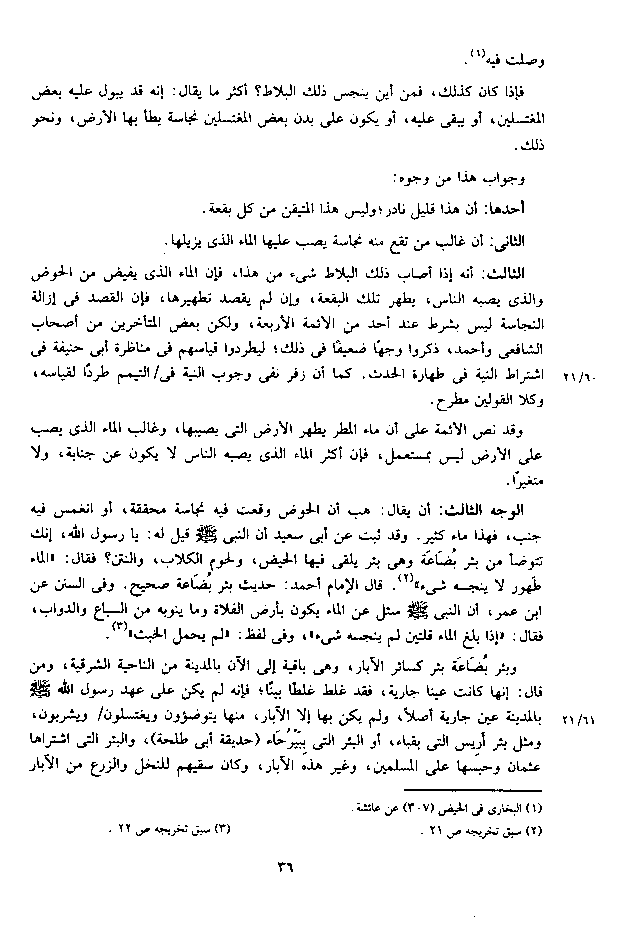 وصلت فيه(١).
فإذا كان كذلك، فمن أين ينجس ذلك البلاط؟ أكثر ما يقال: إنه قد يبول عليه بعض
المغتسلين، أو يبقى عليه، أو يكون على بدن بعض المغتسلين نجاسة يطأ بها الأرض، ونحو
ذلك.
وجواب هذا من وجوه:
أحدها: أن هذا قليل نادر؛ وليس هذا المتيقن من كل بقعة.
الثانى: أن غالب من تقع منه نجاسة يصب عليها الماء الذى يزيلها.
الثالث: أنه إذا أصاب ذلك البلاط شىء من هذا، فإن الماء الذى يفيض من الحوض
والذى يصبه الناس، يطهر تلك البقعة، وإن لم يقصد تطهيرها، فإن القصد فى إزالة
النجاسة ليس بشرط عند أحد من الأئمة الأربعة، ولكن بعض المتأخرين من أصحاب
الشافعى وأحمد، ذكروا وجهًا ضعيفًا فى ذلك؛ ليطردوا قياسهم فى مناظرة أبى حنيفة فى
٢١/٦٠ اشتراط النية فى طهارة الحدث. كما أن زفر نفى وجوب النية فى/ التيمم طردًا لقياسه،
وكلا القولين مطرح.
وقد نص الأئمة على أن ماء المطر يطهر الأرض التى يصيبها، وغالب الماء الذى يصب
على الأرض ليس بمستعمل، فإن أكثر الماء الذى يصبه الناس لا يكون عن جنابة، ولا
متغيرًا.
الوجه الثالث: أن يقال: هب أن الحوض وقعت فيه نجاسة محققة، أو انغمس فيه
جنب، فهذا ماء كثير. وقد ثبت عن أبى سعيد أن النبى ﷺ قيل له: يا رسول الله، إنك
تتوضأ من بئر بُضَاعَة وهى بئر يلقى فيها الحيض، ولحوم الكلاب، والنتن؟ فقال: «الماء
طهور لا ينجسه شىء»(٢). قال الإمام أحمد: حديث بئر بُضَاعة صحيح. وفى السنن عن
ابن عمر، أن النبى ﷺ سئل عن الماء يكون بأرض الفلاة وما ينوبه من السباع والدواب،
فقال: «إذا بلغ الماء قلتين لم ينجسه شىء»، وفى لفظ: «لم يحمل الخبث»(٣).
وبئر بُضَاعَة بئر كسائر الآبار، وهى باقية إلى الآن بالمدينة من الناحية الشرقية، ومن
قال: إنها كانت عينا جارية، فقد غلط غلطًا بينًا؛ فإنه لم يكن على عهد رسول الله ﷺ
٢١/٦١ بالمدينة عين جارية أصلاً، ولم يكن بها إلا الآبار، منها يتوضؤون ويغتسلون/ ويشربون،
ومثل بئر أريس التى بقباء، أو البئر التى بِبَيْرُحَاء (حديقة أبى طلحة)، والبئر التى اشتراها
عثمان وحبَسها على المسلمين، وغير هذه الآبار، وكان سقيهم للنخل والزرع من الآبار
(١) البخارى فى الحيض (٣٠٧) عن عائشة.
(٢) سبق تخريجه ص ٢١ . (٣) سبق تخريجه ص ٢٢ .
٣٦